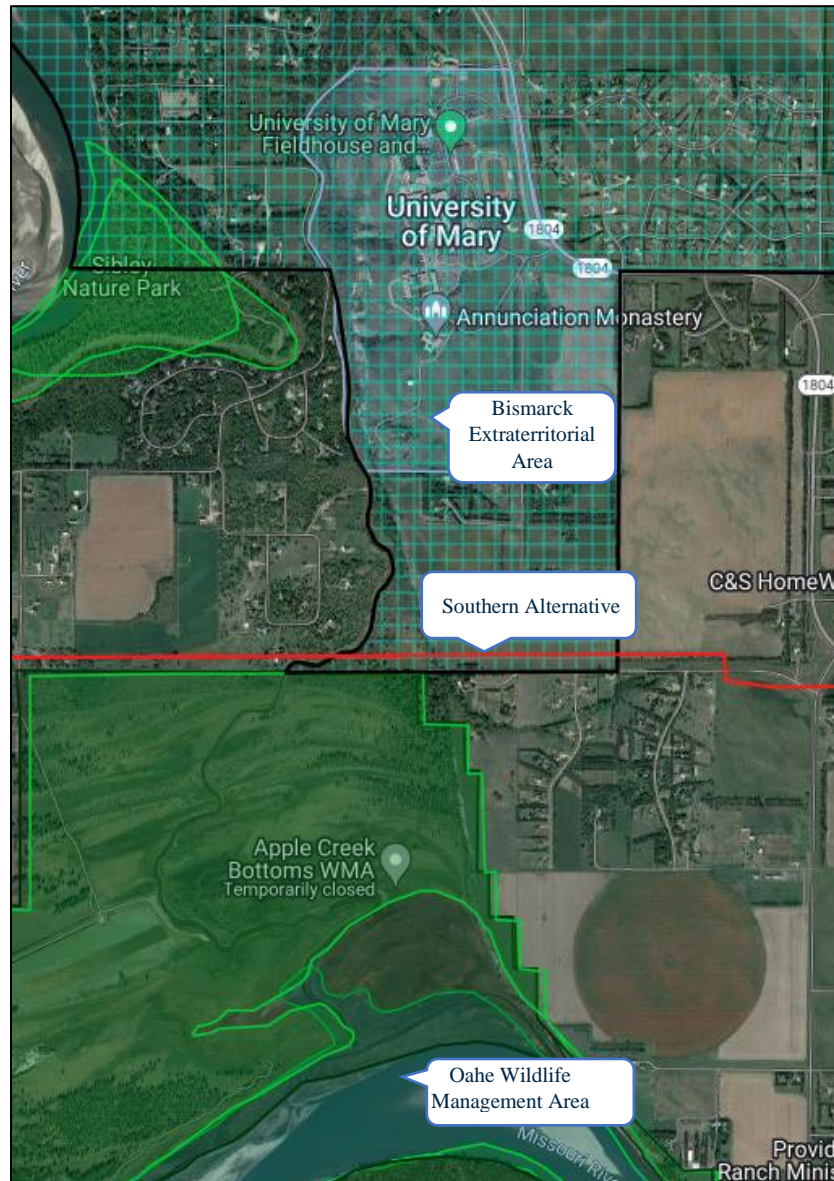 University of Mary
Fieldhouse and...
University
of Mary
1804
1804
Sibley
Nature Park
Annunciation Monastery
1804
Bismarck
Extraterritorial
Area
C&S HomeW
Southern Alternative
Apple Creek
Bottoms WMA
Temporarily closed
Oahe Wildlife
Management Area
Missouri Riv
Provid
Ranch Minis